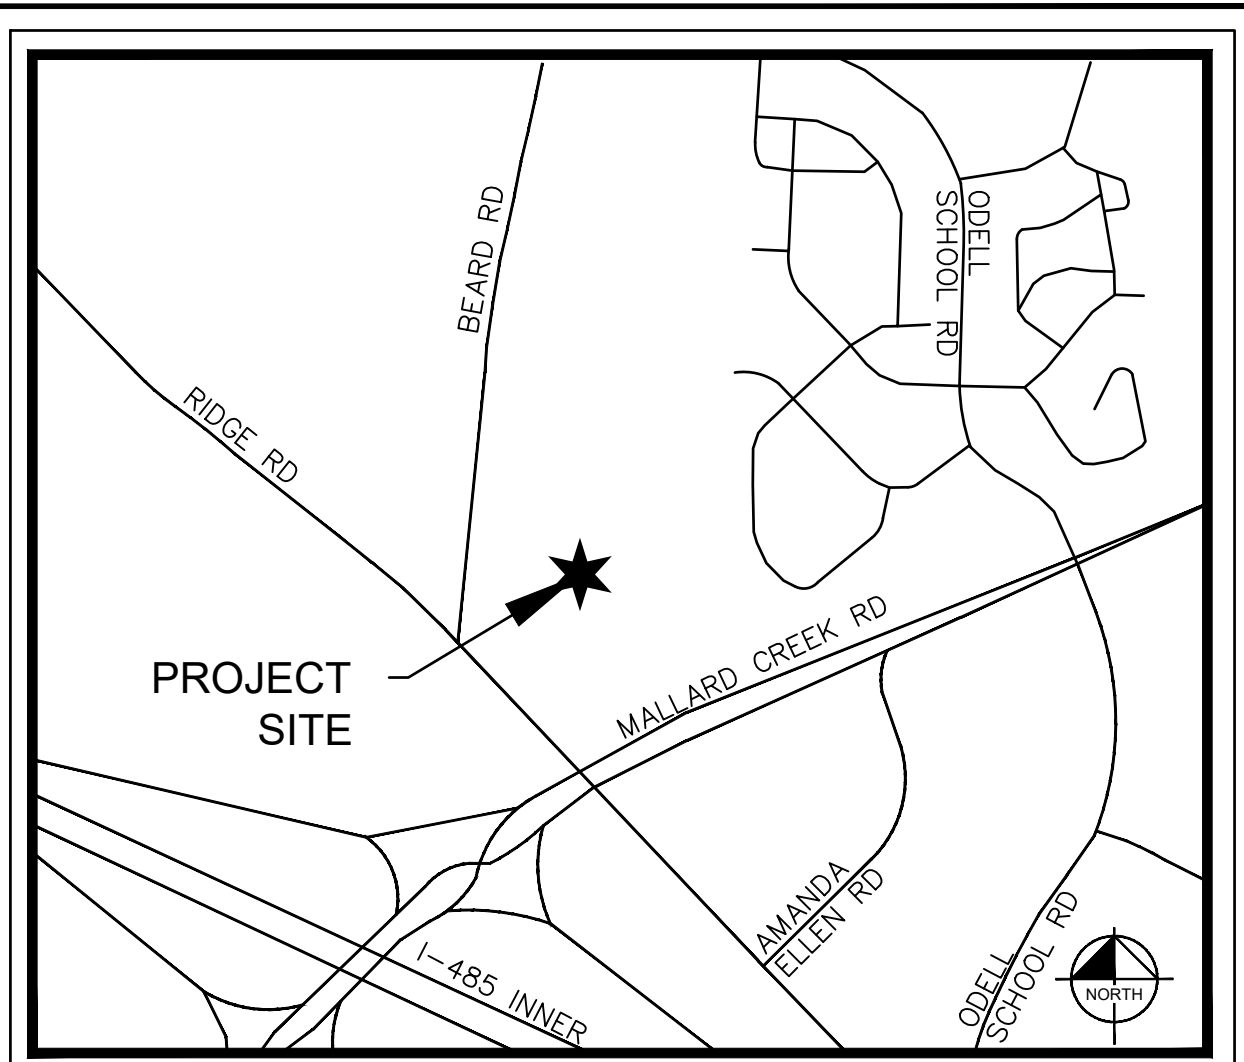 ODELL
SCHOOL RD
BEARD RD
RIDGE RD
MALLARD CREEK RD
PROJECT
SITE
AMANDA
ELLEN RD
ODELL
SCHOOL RD
I-485 INNER
NORTH